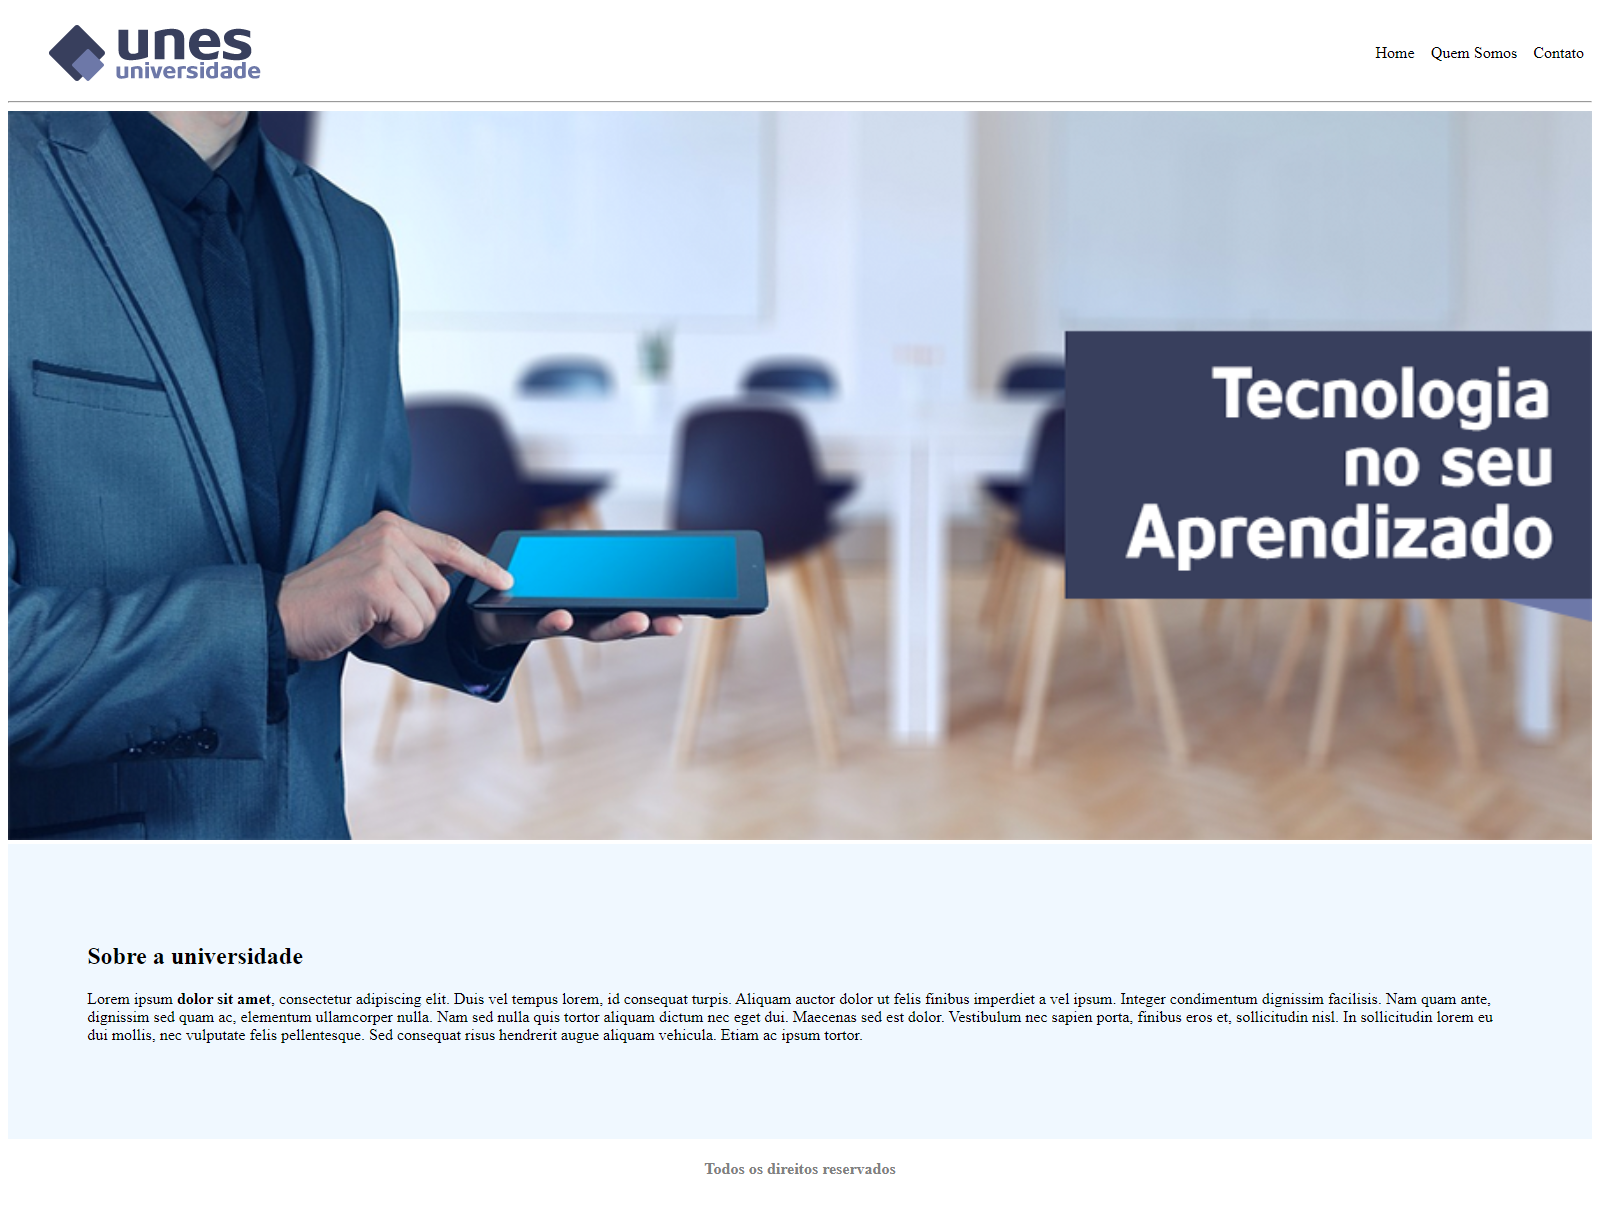 unes
universidade
Home Quem Somos Contato
Tecnologia
no seu
Aprendizado
Sobre a universidade
Lorem ipsum dolor sit amet, consectetur adipiscing elit. Duis vel tempus lorem, id consequat turpis. Aliquam auctor dolor ut felis finibus imperdiet a vel ipsum. Integer condimentum dignissim facilisis. Nam quam ante,
dignissim sed quam ac, elementum ullamcorper nulla. Nam sed nulla quis tortor aliquam dictum nec eget dui. Maecenas sed est dolor. Vestibulum nec sapien porta, finibus eros et, sollicitudin nisl. In sollicitudin lorem eu
dui mollis, nec vulputate felis pellentesque. Sed consequat risus hendrerit augue aliquam vehicula. Etiam ac ipsum tortor.
Todos os direitos reservados